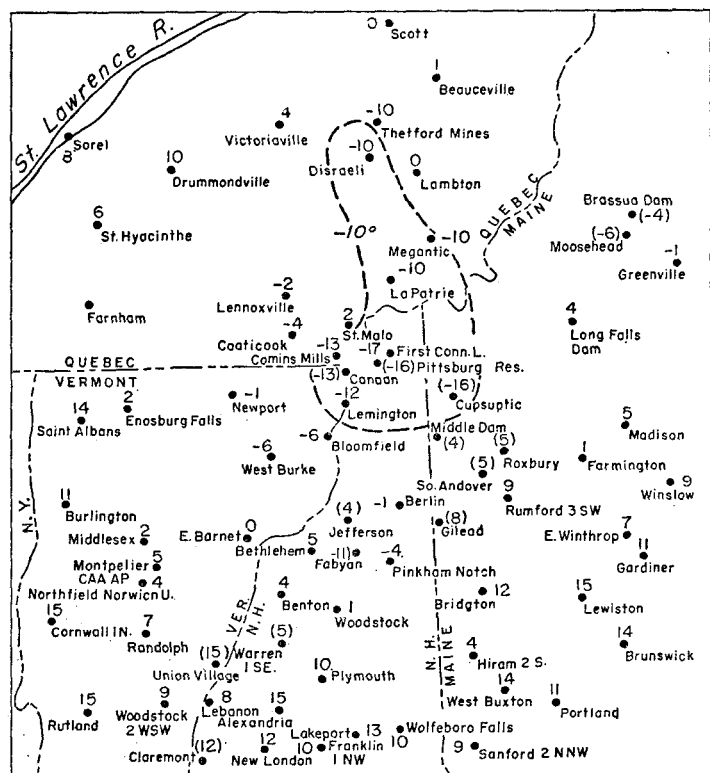 0
Scott
St. Lawrence R.
1
Beauceville
-10
Thetford Mines
4
Victoriaville
8
Sorel
-10
Disraeli
10
Drummondville
0
Lambton
QUEBEC
MAINE
Brassua Dam
(-4)
(-6)
Moosehead
6
St. Hyacinthe
-10°
-10
Megantic
-1
Greenville
-10
La Patrie
-2
Lennoxville
Farnham
2
St. Malo
4
Long Falls
Dam
-4
Coaticook
-13
Comins Mills
-17
First Conn. L.
(-16)
Pittsburg Res.
QUEBEC
VERMONT
(-13)
Canaan
-1
Newport
-12
Lemington
(-16)
Cupsuptic
14
Saint Albans
2
Enosburg Falls
-6
Bloomfield
Middle Dam
(4)
5
Madison
-6
West Burke
(5)
Roxbury
1
Farmington
(5)
So. Andover
9
Winslow
N.Y.
11
Burlington
-1
Berlin
9
Rumford 3 SW
(4)
Jefferson
(8)
Gilead
2
Middlesex
0
E. Barnet
5
Bethlehem
(-11)
Fabyan
-4
Pinkham Notch
7
E. Winthrop
11
Gardiner
5
Montpelier
CAA AP
4
Northfield Norwich U.
4
Benton
1
Woodstock
12
Bridgton
15
Lewiston
15
Cornwall 1N.
7
Randolph
VER.
N.H.
(5)
Warren
1 SE.
N.H.
MAINE
4
Hiram 2 S.
14
Brunswick
(15)
Union Village
10
Plymouth
14
West Buxton
11
Portland
15
Rutland
9
Woodstock
2 WSW
8
Lebanon
15
Alexandria
Lakeport
13
Wolfeboro Falls
10
(12)
Claremont
12
New London
10
Franklin
1 NW
9
Sanford 2 NNW